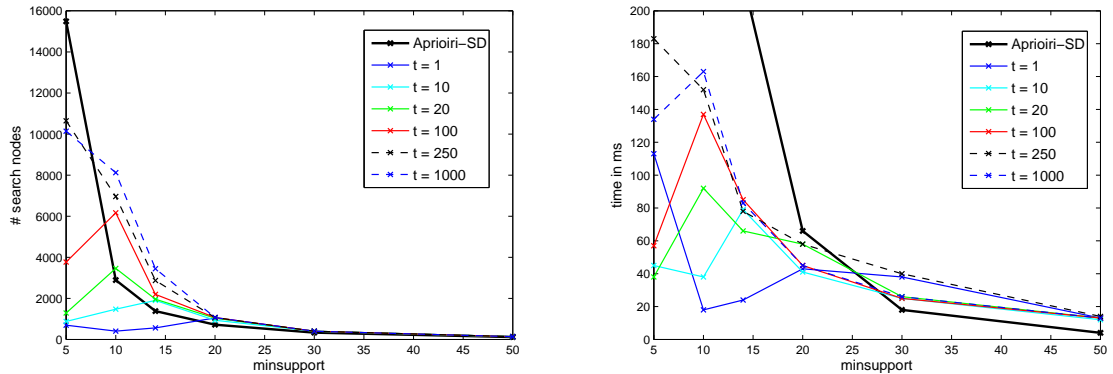 16000
14000
12000
10000
8000
6000
4000
2000
0
# search nodes
5 10 15 20 25 30 35 40 45 50
minsupport
Aprioiri−SD
t = 1
t = 10
t = 20
t = 100
t = 250
t = 1000
200
180
160
140
120
100
80
60
40
20
0
time in ms
5 10 15 20 25 30 35 40 45 50
minsupport
Aprioiri−SD
t = 1
t = 10
t = 20
t = 100
t = 250
t = 1000